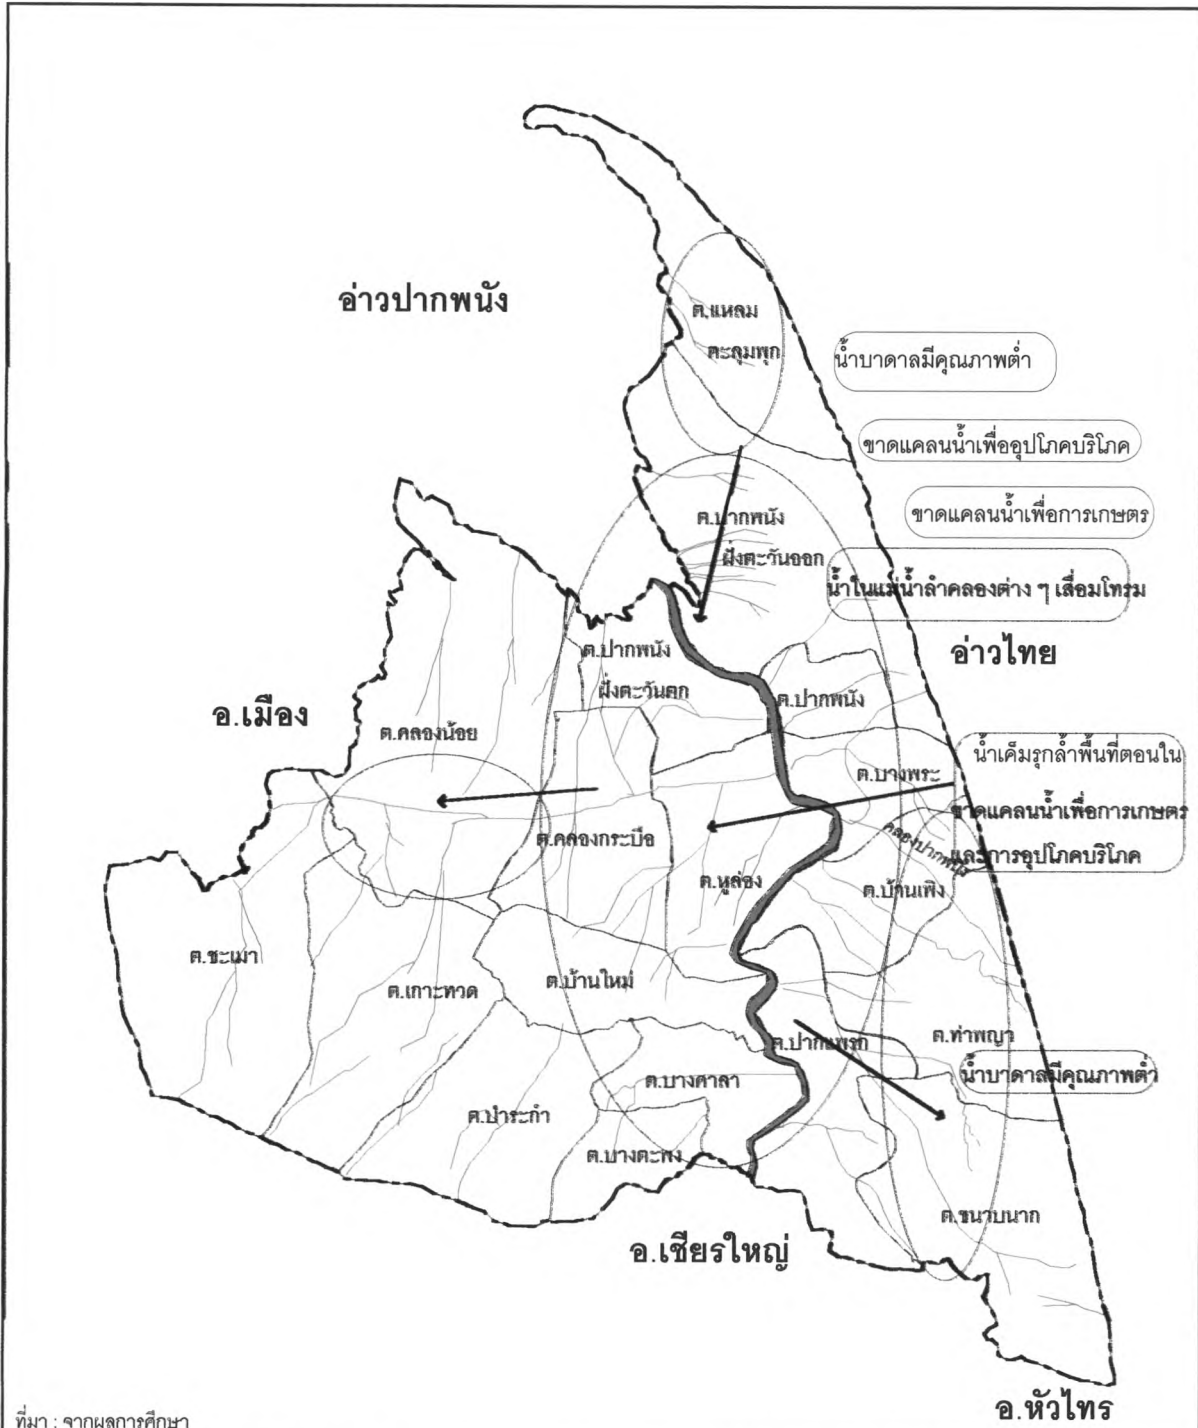 อ่าวปากพนัง
ต.แหลม
ตะลุมพุก
น้ำบาดาลมีคุณภาพต่ำ
ขาดแคลนน้ำเพื่ออุปโภคบริโภค
ต.ปากพนัง
ฝั่งตะวันออก
ขาดแคลนน้ำเพื่อการเกษตร
น้ำในแม่น้ำลำคลองต่าง ๆ เสื่อมโทรม
อ่าวไทย
ต.ปากพนัง
ฝั่งตะวันตก
ต.ปากพนัง
อ.เมือง
ต.คลองน้อย
ต.บางพระ
น้ำเค็มรุกล้ำพื้นที่ตอนใน
ขาดแคลนน้ำเพื่อการเกษตร
และการอุปโภคบริโภค
ต.คลองกระบือ
คลองปากพนัง
ต.หูล่อง
ต.บ้านเพิง
ต.ชะเมา
ต.เกาะทวด
ต.บ้านใหม่
ต.ปากแพรก
ต.ท่าพญา
น้ำบาดาลมีคุณภาพต่ำ
ต.บางศาลา
ต.ป่าระกำ
ต.บางตะพง
ต.ขนาบนาก
อ.เชียรใหญ่
อ.หัวไทร
ที่มา : จากผลการศึกษา